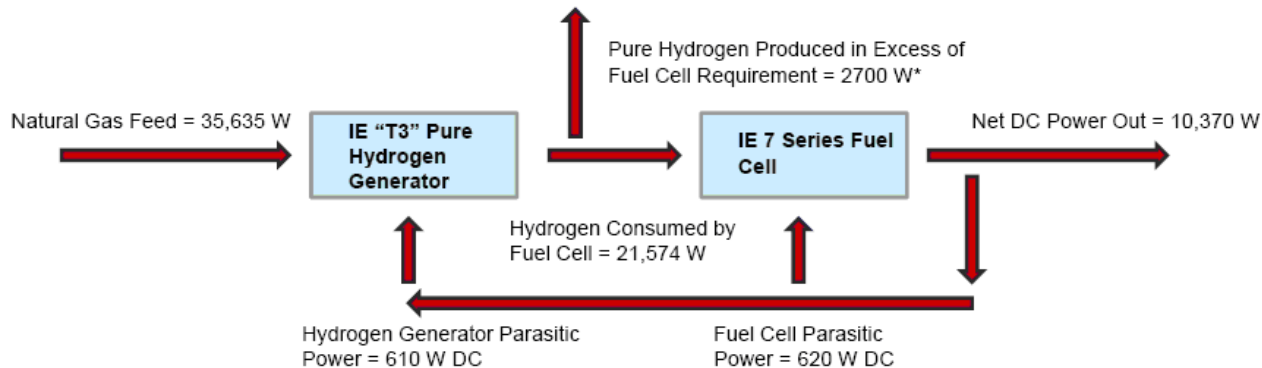 Pure Hydrogen Produced in Excess of
Fuel Cell Requirement = 2700 W*
Natural Gas Feed = 35,635 W
IE “T3” Pure
Hydrogen
Generator
IE 7 Series Fuel
Cell
Net DC Power Out = 10,370 W
Hydrogen Consumed by
Fuel Cell = 21,574 W
Hydrogen Generator Parasitic
Power = 610 W DC
Fuel Cell Parasitic
Power = 620 W DC